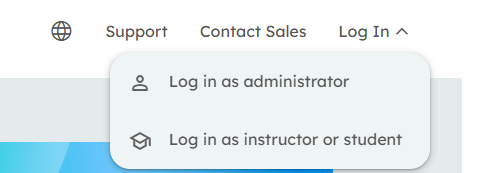 Support Contact Sales Log In
Log in as administrator
Log in as instructor or student